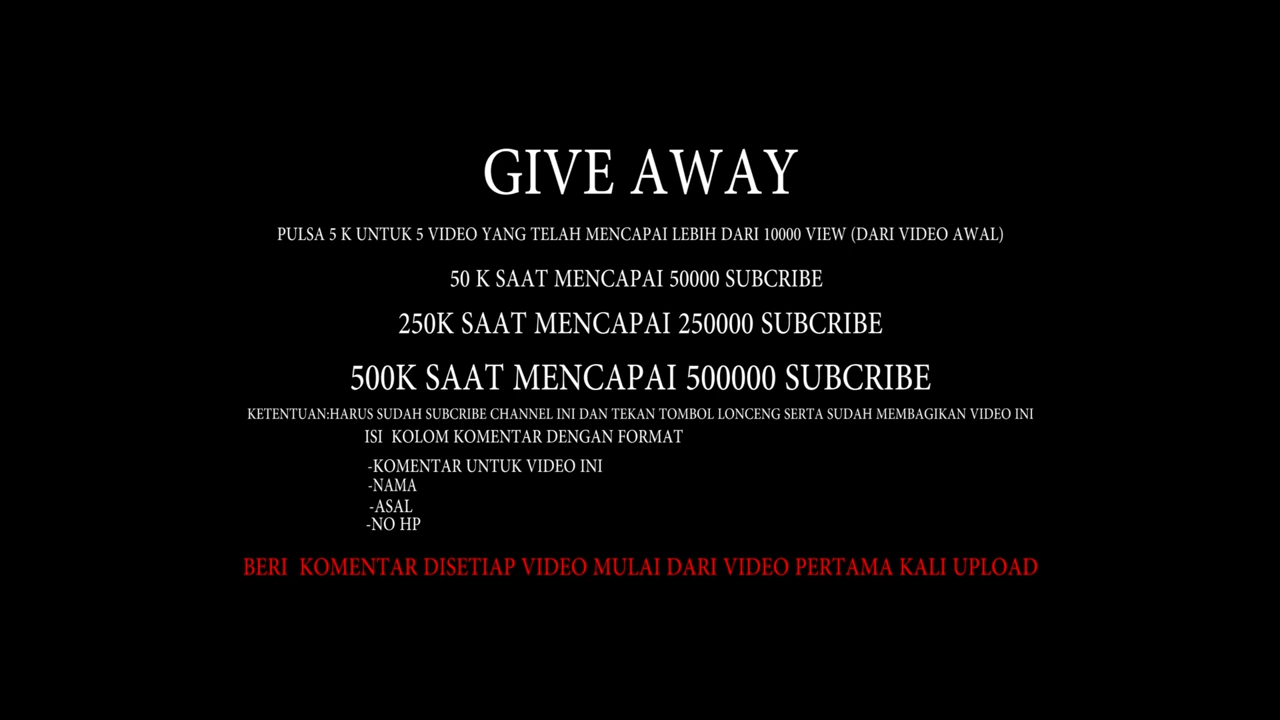 GIVE AWAY
PULSA 5 K UNTUK 5 VIDEO YANG TELAH MENCAPAI LEBIH DARI 10000 VIEW (DARI VIDEO AWAL)
50 K SAAT MENCAPAI 50000 SUBCRIBE
250K SAAT MENCAPAI 250000 SUBCRIBE
500K SAAT MENCAPAI 500000 SUBCRIBE
KETENTUAN:HARUS SUDAH SUBCRIBE CHANNEL INI DAN TEKAN TOMBOL LONCENG SERTA SUDAH MEMBAGIKAN VIDEO INI
ISI KOLOM KOMENTAR DENGAN FORMAT
-KOMENTAR UNTUK VIDEO INI
-NAMA
-ASAL
-NO HP
BERI KOMENTAR DISETIAP VIDEO MULAI DARI VIDEO PERTAMA KALI UPLOAD